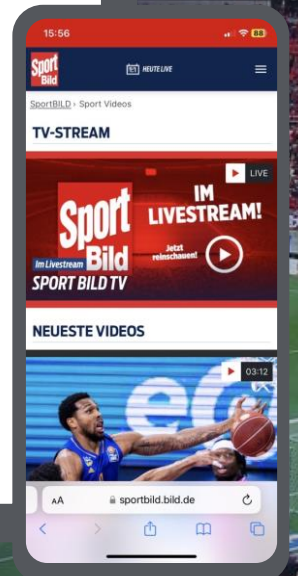 15:56
88
Sport
Bild
HEUTE LIVE
SportBILD › Sport Videos
TV-STREAM
LIVE
IM
LIVESTREAM!
Sport
Bild
Jetzt
reinschauen!
Im Livestream
SPORT BILD TV
NEUESTE VIDEOS
03:12
AA
sportbild.bild.de